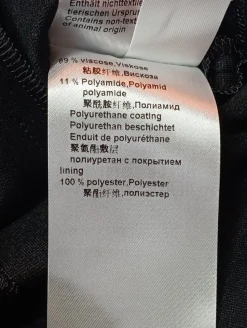 Enthält nichttextile
tierischen Urspru
Contains non-text
of animal origin
89 % viscose,Viskose
粘胶纤维,Вискоза
11 % Polyamide,Polyamid
polyamide
聚酰胺纤维,Полиамид
Polyurethane coating
Polyurethan beschichtet
Enduit de polyuréthane
聚氨酯敷层
полиуретан с покрытием
lining
100 % polyester,Polyester
聚酯纤维,полиэстер